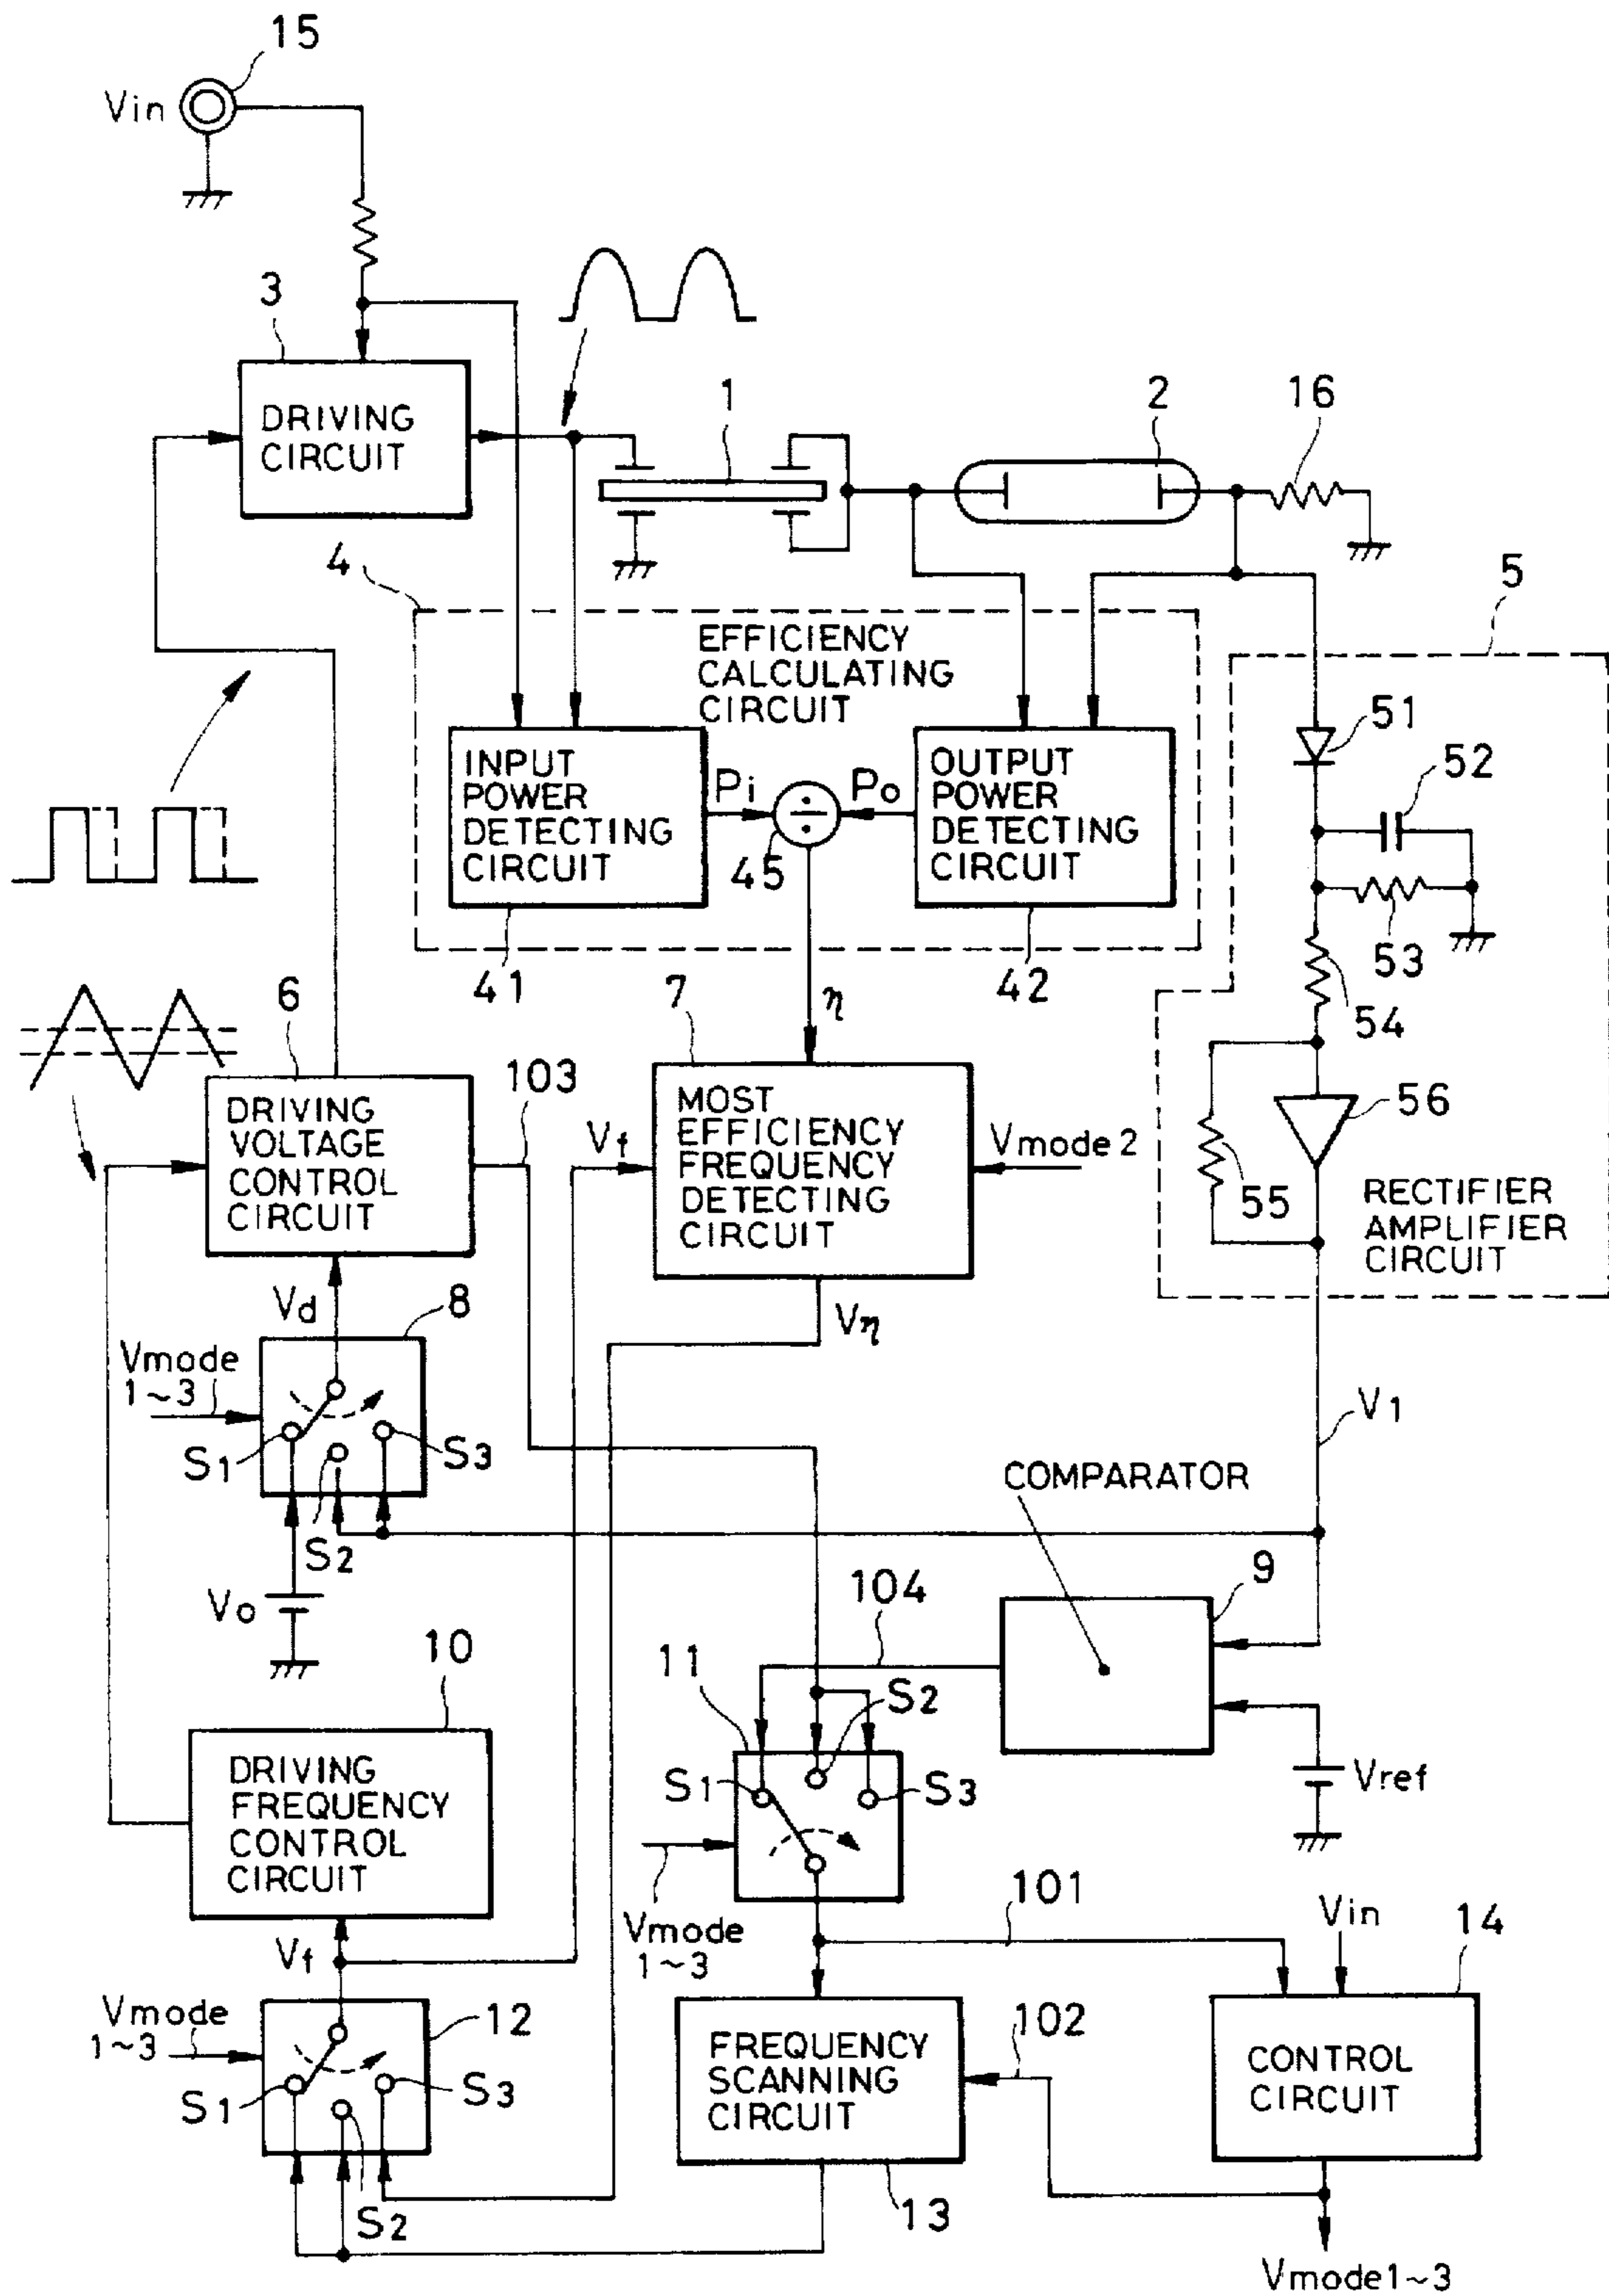 15
Vin
3
DRIVING
CIRCUIT
1
2
16
4
5
EFFICIENCY
CALCULATING
CIRCUIT
INPUT
POWER
DETECTING
CIRCUIT
Pi
÷
Po
45
OUTPUT
POWER
DETECTING
CIRCUIT
51
52
53
54
41
42
η
6
103
7
DRIVING
VOLTAGE
CONTROL
CIRCUIT
Vf
MOST
EFFICIENCY
FREQUENCY
DETECTING
CIRCUIT
Vmode2
56
55
RECTIFIER
AMPLIFIER
CIRCUIT
Vd
8
Vη
Vmode
1~3
S1
S3
S2
V1
COMPARATOR
Vo
9
104
10
11
S2
S1
S3
Vref
DRIVING
FREQUENCY
CONTROL
CIRCUIT
Vmode
1~3
101
Vin
14
Vf
Vmode
1~3
12
S1
S3
S2
FREQUENCY
SCANNING
CIRCUIT
102
CONTROL
CIRCUIT
13
Vmode1~3